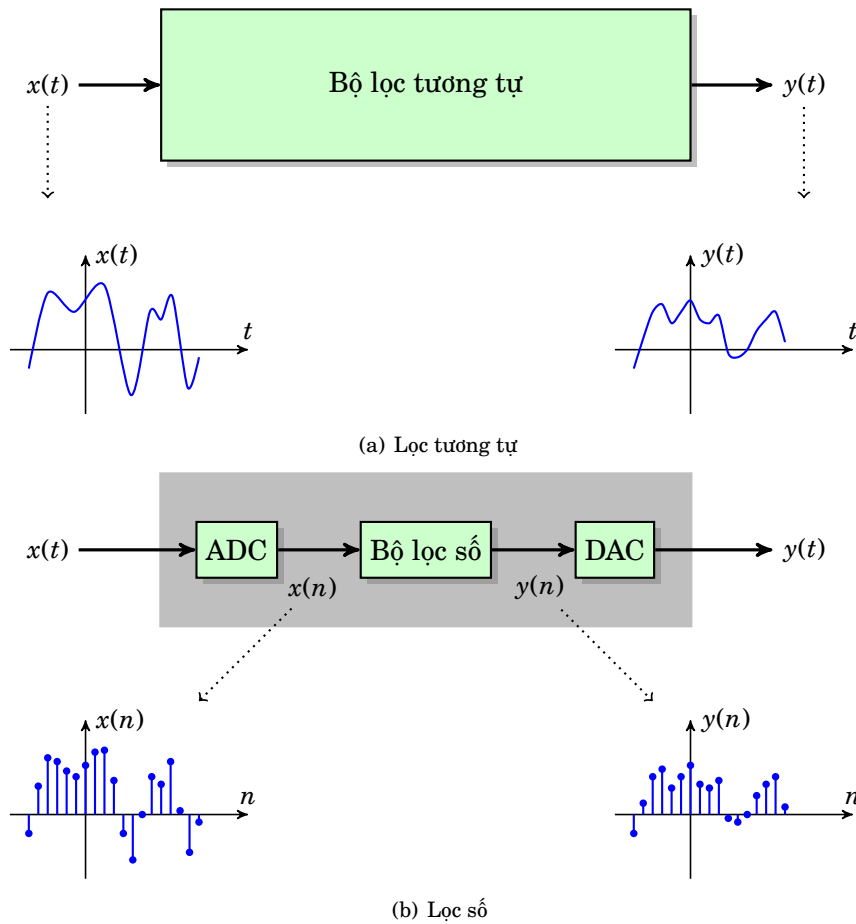 x(t) Bộ lọc tương tự y(t)
x(t) y(t)
t t
(a) Lọc tương tự
x(t) ADC Bộ lọc số DAC y(t)
x(n) y(n)
x(n) y(n)
n n
(b) Lọc số